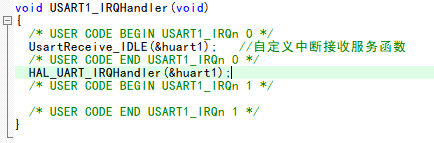 void USART1_IRQHandler(void)
{
/* USER CODE BEGIN USART1_IRQn 0 */
UsartReceive_IDLE(&huart1); //自定义中断接收服务函数
/* USER CODE END USART1_IRQn 0 */
HAL_UART_IRQHandler(&huart1);
/* USER CODE BEGIN USART1_IRQn 1 */
/* USER CODE END USART1_IRQn 1 */
}